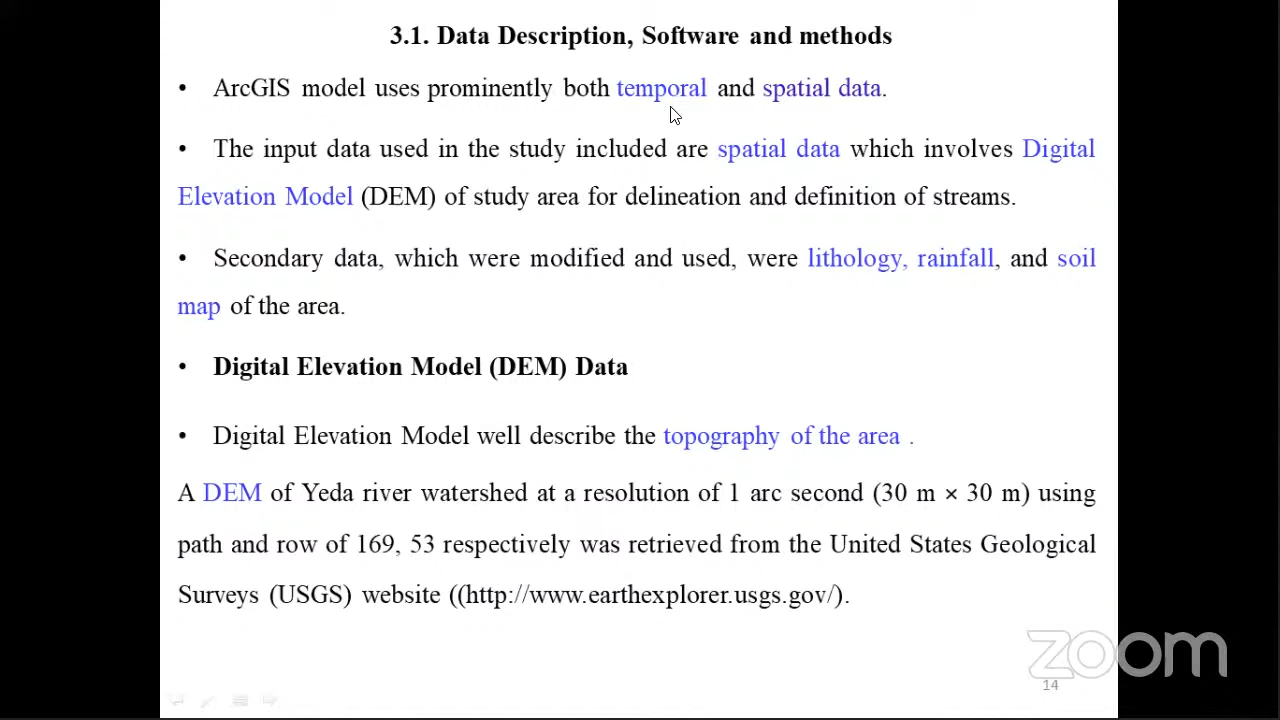 3.1. Data Description, Software and methods
• ArcGIS model uses prominently both temporal and spatial data.
• The input data used in the study included are spatial data which involves Digital
Elevation Model (DEM) of study area for delineation and definition of streams.
• Secondary data, which were modified and used, were lithology, rainfall, and soil
map of the area.
• Digital Elevation Model (DEM) Data
• Digital Elevation Model well describe the topography of the area .
A DEM of Yeda river watershed at a resolution of 1 arc second (30 m × 30 m) using
path and row of 169, 53 respectively was retrieved from the United States Geological
Surveys (USGS) website ((http://www.earthexplorer.usgs.gov/).
zoom
14